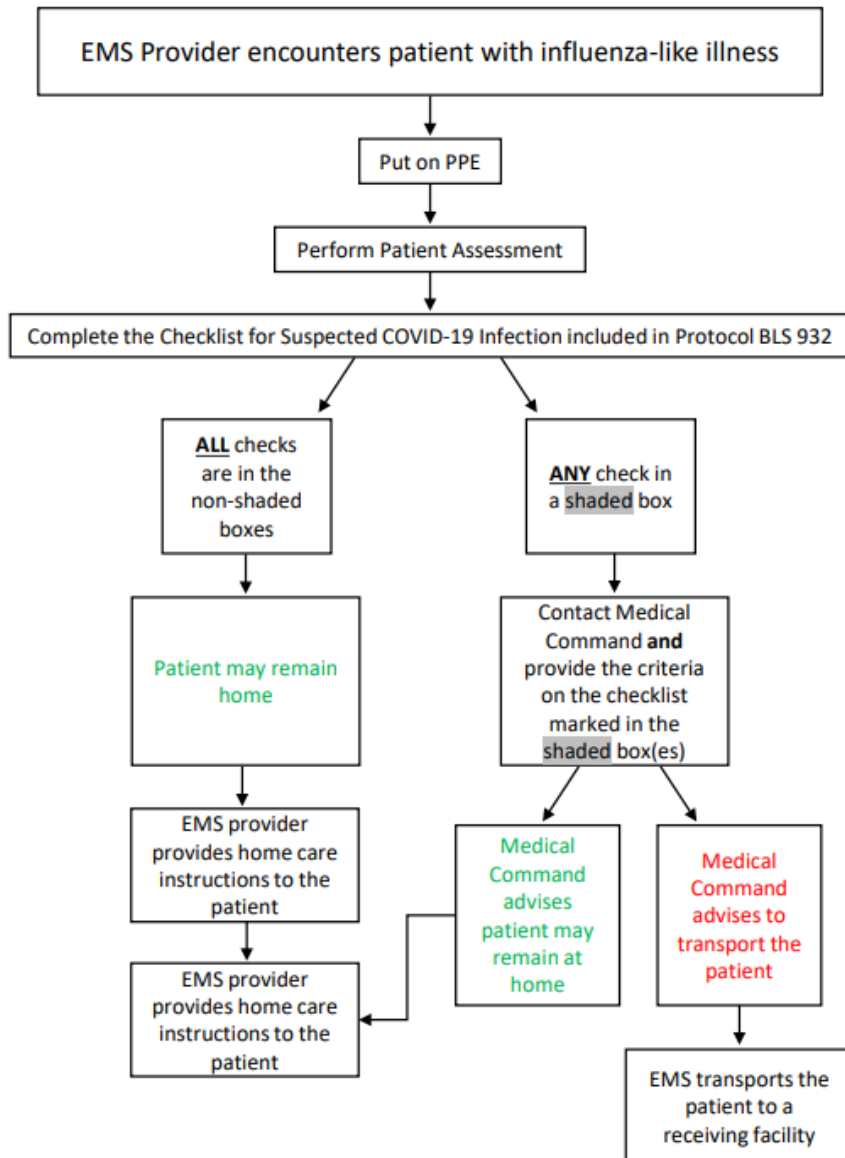 EMS Provider encounters patient with influenza-like illness
Put on PPE
Perform Patient Assessment
Complete the Checklist for Suspected COVID-19 Infection included in Protocol BLS 932
ALL checks
are in the
non-shaded
boxes
ANY check in
a shaded box
Patient may remain
home
Contact Medical
Command and
provide the criteria
on the checklist
marked in the
shaded box(es)
EMS provider
provides home care
instructions to the
patient
Medical
Command
advises
patient may
remain at
home
Medical
Command
advises to
transport the
patient
EMS provider
provides home care
instructions to the
patient
EMS transports the
patient to a
receiving facility